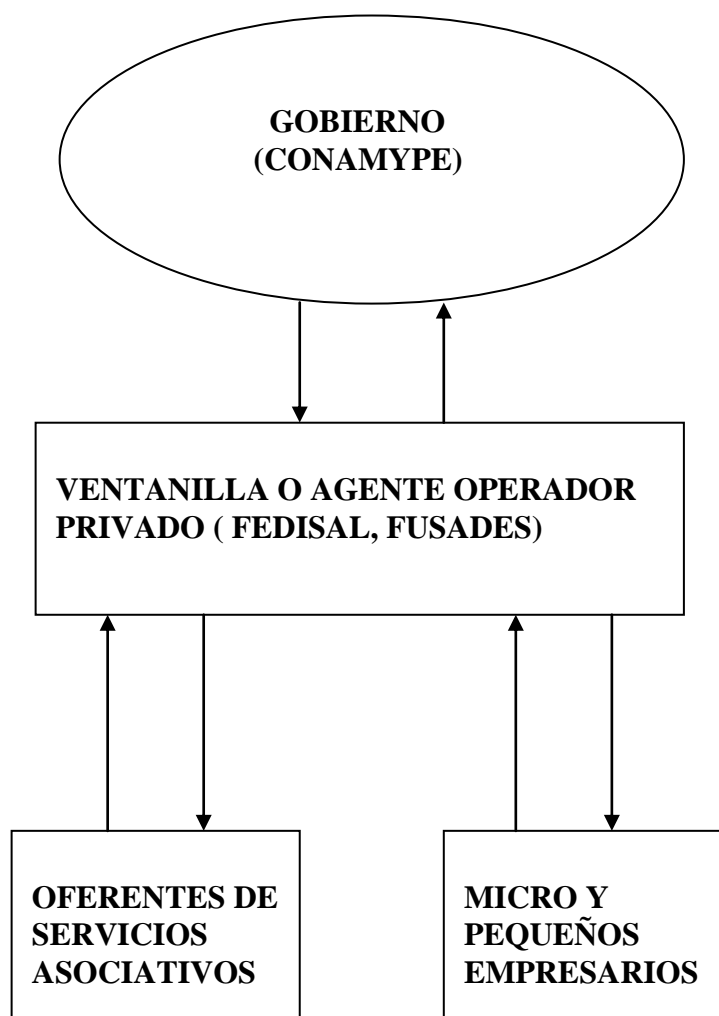 GOBIERNO
(CONAMYPE)
VENTANILLA O AGENTE OPERADOR
PRIVADO ( FEDISAL, FUSADES)
OFERENTES DE
SERVICIOS
ASOCIATIVOS
MICRO Y
PEQUEÑOS
EMPRESARIOS